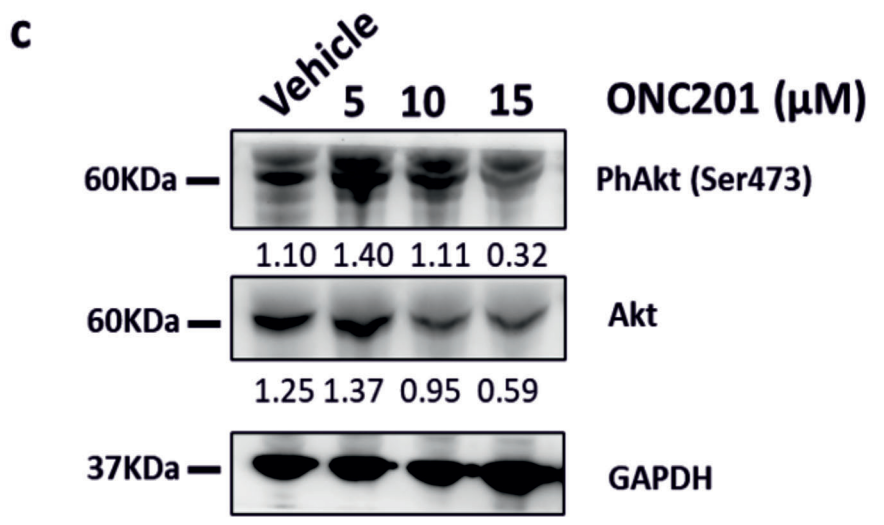 c
Vehicle 5 10 15 ONC201 (μM)
60KDa PhAkt (Ser473)
1.10 1.40 1.11 0.32
60KDa Akt
1.25 1.37 0.95 0.59
37KDa GAPDH